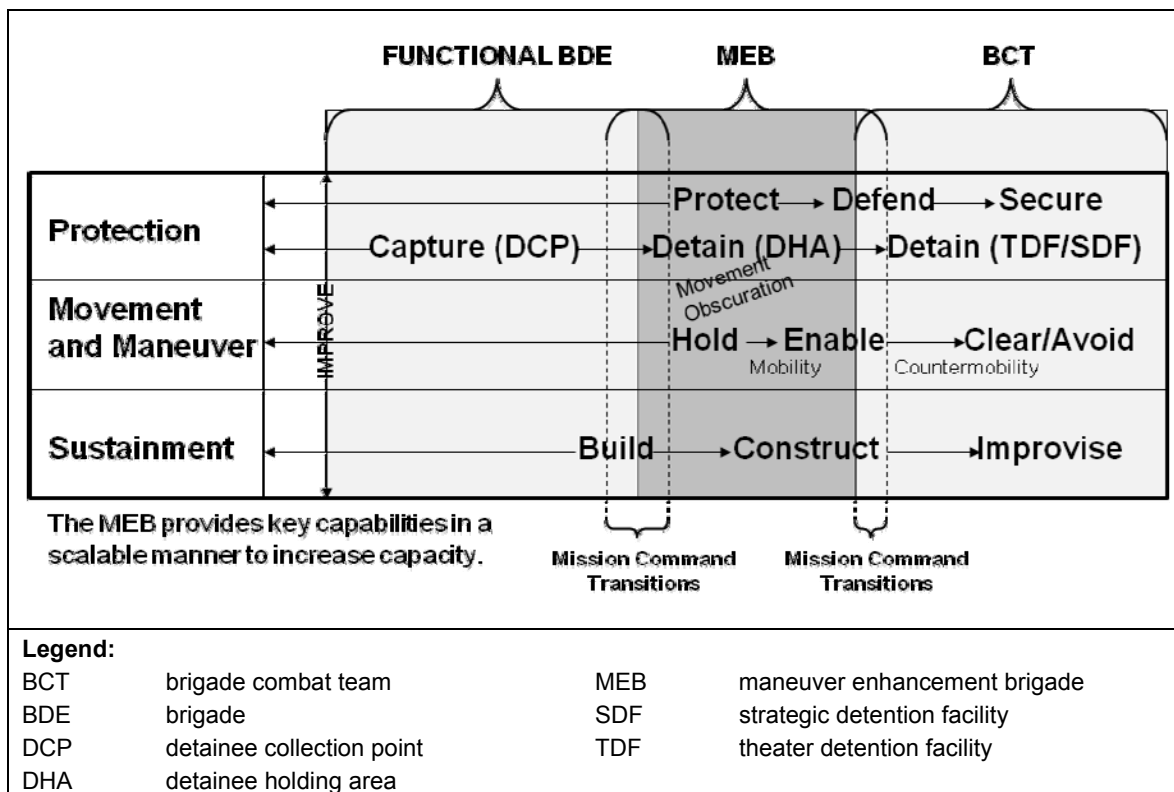 FUNCTIONAL BDE MEB BCT
Protect Defend Secure
Protection
Capture (DCP) Detain (DHA) Detain (TDF/SDF)
Movement
Obscuration
Movement
and Maneuver
IMPROVE
Hold Enable Clear/Avoid
Mobility Countermobility
Sustainment
Build Construct Improvise
The MEB provides key capabilities in a
scalable manner to increase capacity.
Mission Command
Transitions
Mission Command
Transitions
Legend:
BCT brigade combat team MEB maneuver enhancement brigade
BDE brigade SDF strategic detention facility
DCP detainee collection point TDF theater detention facility
DHA detainee holding area